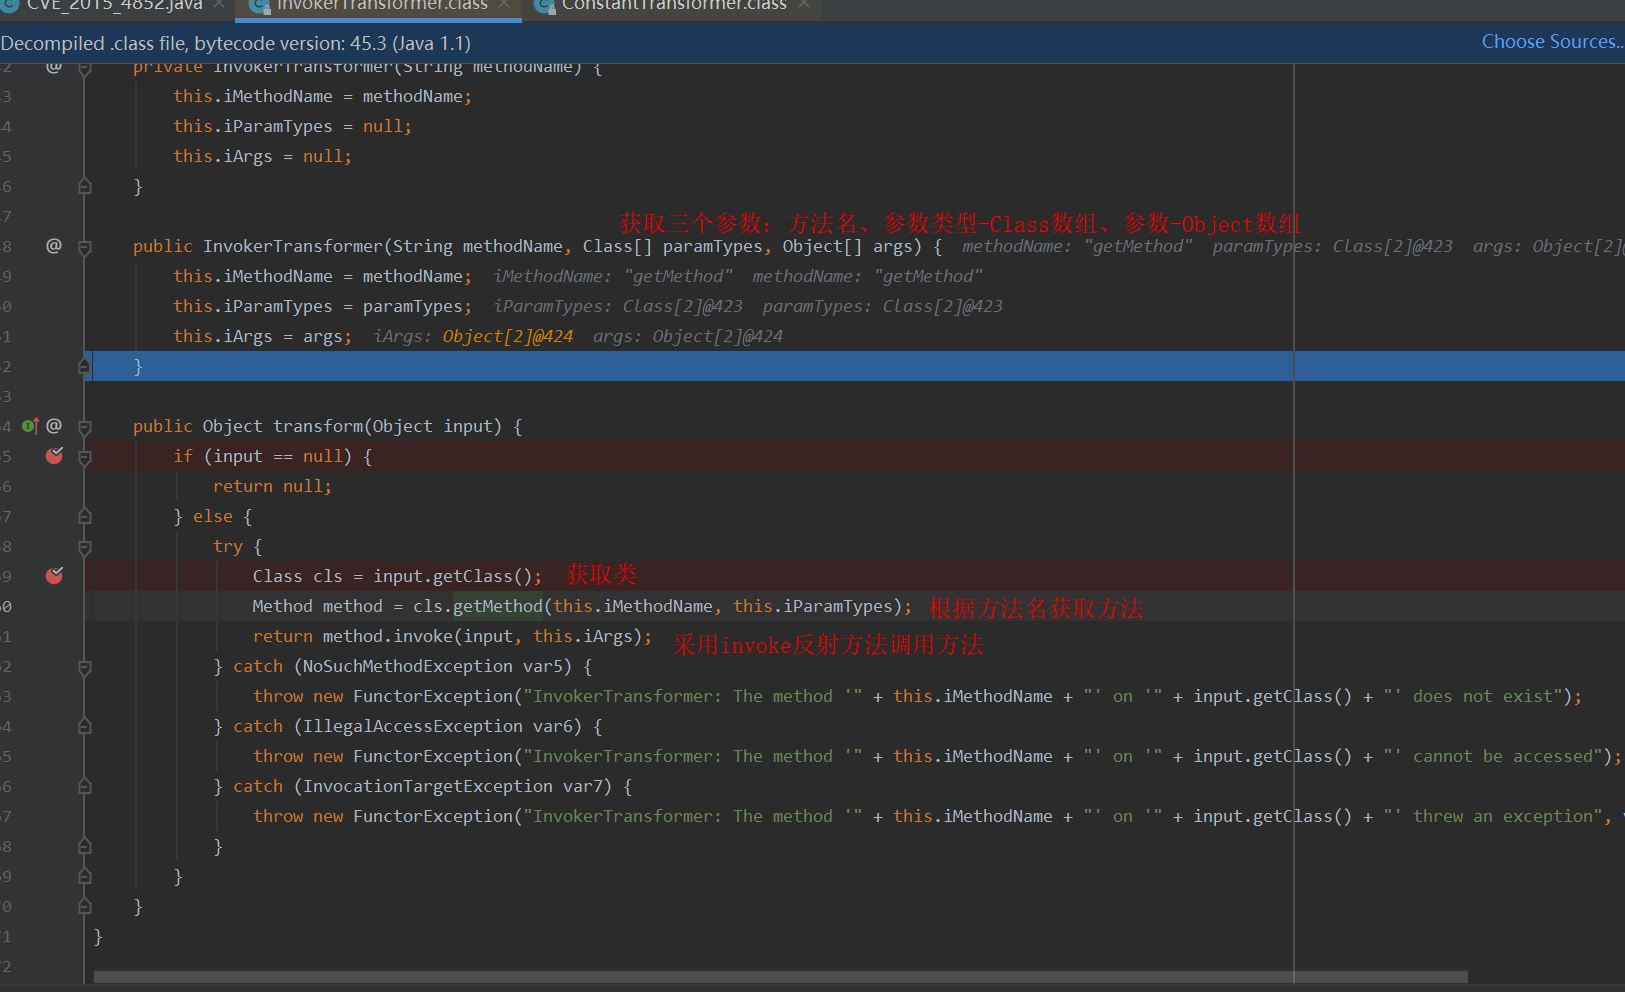 CVE_2015_4852.java × InvokerTransformer.class × ConstantTransformer.class ×
Decompiled .class file, bytecode version: 45.3 (Java 1.1) Choose Sources..
2 @ private InvokerTransformer(String methodName) {
3 this.iMethodName = methodName;
4 this.iParamTypes = null;
5 this.iArgs = null;
6 }
7 获取三个参数：方法名、参数类型-Class数组、参数-Object数组
8 @ public InvokerTransformer(String methodName, Class[] paramTypes, Object[] args) { methodName: "getMethod" paramTypes: Class[2]@423 args: Object[2]@
9 this.iMethodName = methodName; iMethodName: "getMethod" methodName: "getMethod"
0 this.iParamTypes = paramTypes; iParamTypes: Class[2]@423 paramTypes: Class[2]@423
1 this.iArgs = args; iArgs: Object[2]@424 args: Object[2]@424
2 }
3
4 @ public Object transform(Object input) {
5 if (input == null) {
6 return null;
7 } else {
8 try {
9 Class cls = input.getClass(); 获取类
0 Method method = cls.getMethod(this.iMethodName, this.iParamTypes); 根据方法名获取方法
1 return method.invoke(input, this.iArgs); 采用invoke反射方法调用方法
2 } catch (NoSuchMethodException var5) {
3 throw new FunctorException("InvokerTransformer: The method '" + this.iMethodName + "' on '" + input.getClass() + "' does not exist");
4 } catch (IllegalAccessException var6) {
5 throw new FunctorException("InvokerTransformer: The method '" + this.iMethodName + "' on '" + input.getClass() + "' cannot be accessed");
6 } catch (InvocationTargetException var7) {
7 throw new FunctorException("InvokerTransformer: The method '" + this.iMethodName + "' on '" + input.getClass() + "' threw an exception",
8 }
9 }
0 }
1 }
2